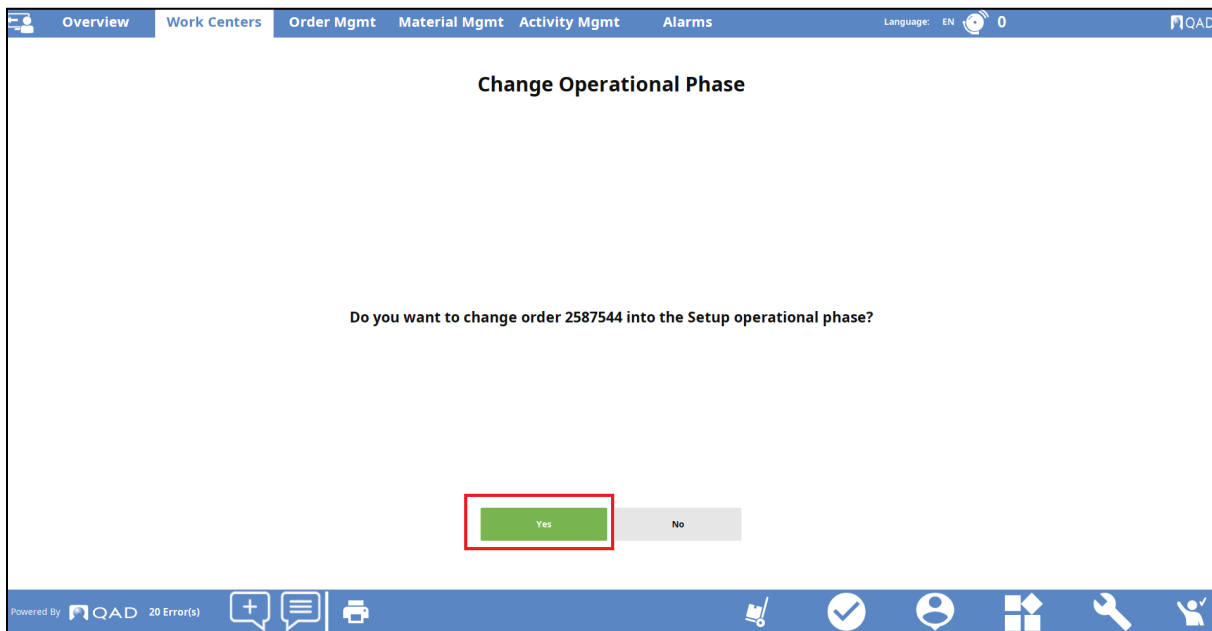 Overview Work Centers Order Mgmt Material Mgmt Activity Mgmt Alarms Language: EN 0 QAD
Change Operational Phase
Do you want to change order 2587544 into the Setup operational phase?
Yes No
Powered By QAD 20 Error(s)